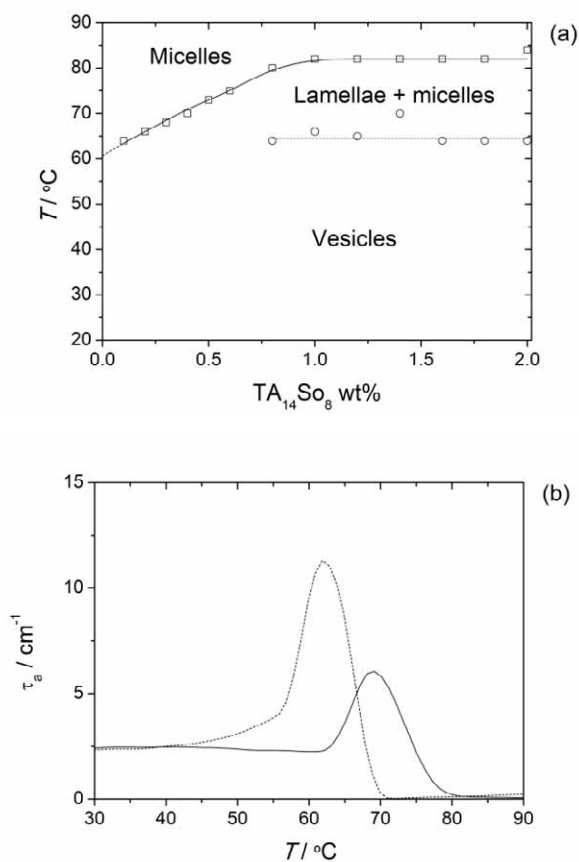 (a)
Micelles
Lamellae + micelles
Vesicles
T / °C
90
80
70
60
50
40
30
20
0.0 0.5 1.0 1.5 2.0
TA₁₄So₈ wt%
(b)
τₐ / cm⁻¹
15
10
5
0
30 40 50 60 70 80 90
T / °C